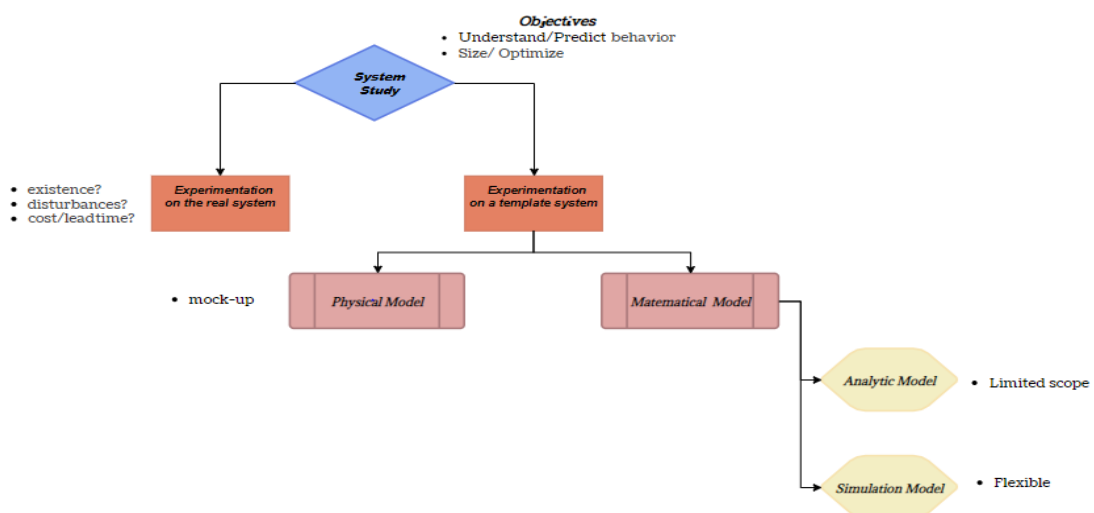 Objectives
• Understand/Predict behavior
• Size/ Optimize
System
Study
• existence?
• disturbances?
• cost/leadtime?
Experimentation
on the real system
Experimentation
on a template system
• mock-up
Physical Model
Matematical Model
Analytic Model
• Limited scope
Simulation Model
• Flexible